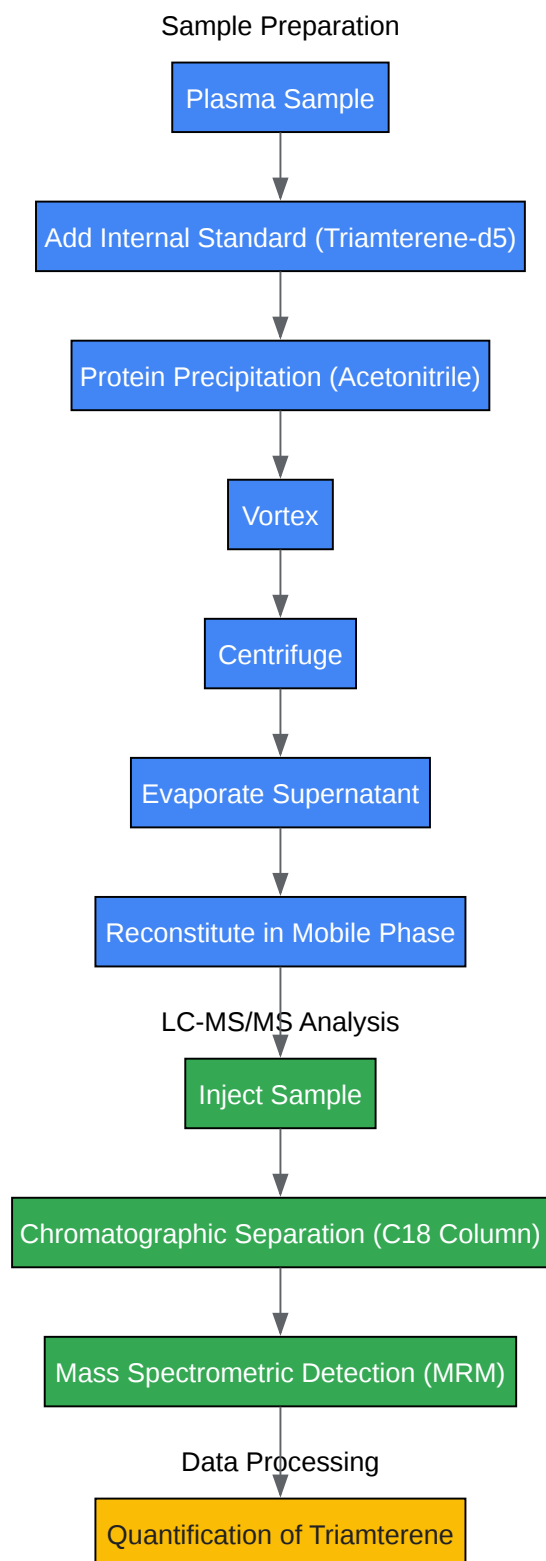 Sample Preparation
Plasma Sample
Add Internal Standard (Triamterene-d5)
Protein Precipitation (Acetonitrile)
Vortex
Centrifuge
Evaporate Supernatant
Reconstitute in Mobile Phase
LC-MS/MS Analysis
Inject Sample
Chromatographic Separation (C18 Column)
Mass Spectrometric Detection (MRM)
Data Processing
Quantification of Triamterene